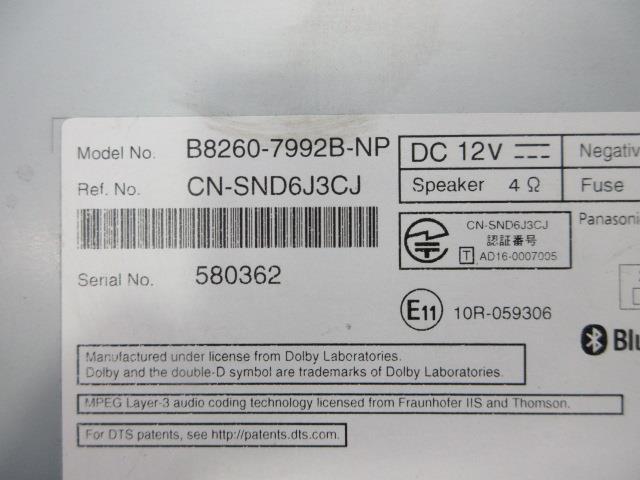 Model No. B8260-7992B-NP
Ref. No. CN-SND6J3CJ
Serial No. 580362
DC 12V
Speaker 4 Ω
Fuse
CN-SND6J3CJ
認証番号
T AD16-0007005
Panasonic
E11 10R-059306
Manufactured under license from Dolby Laboratories.
Dolby and the double-D symbol are trademarks of Dolby Laboratories.
MPEG Layer-3 audio coding technology licensed from Fraunhofer IIS and Thomson.
For DTS patents, see http://patents.dts.com.